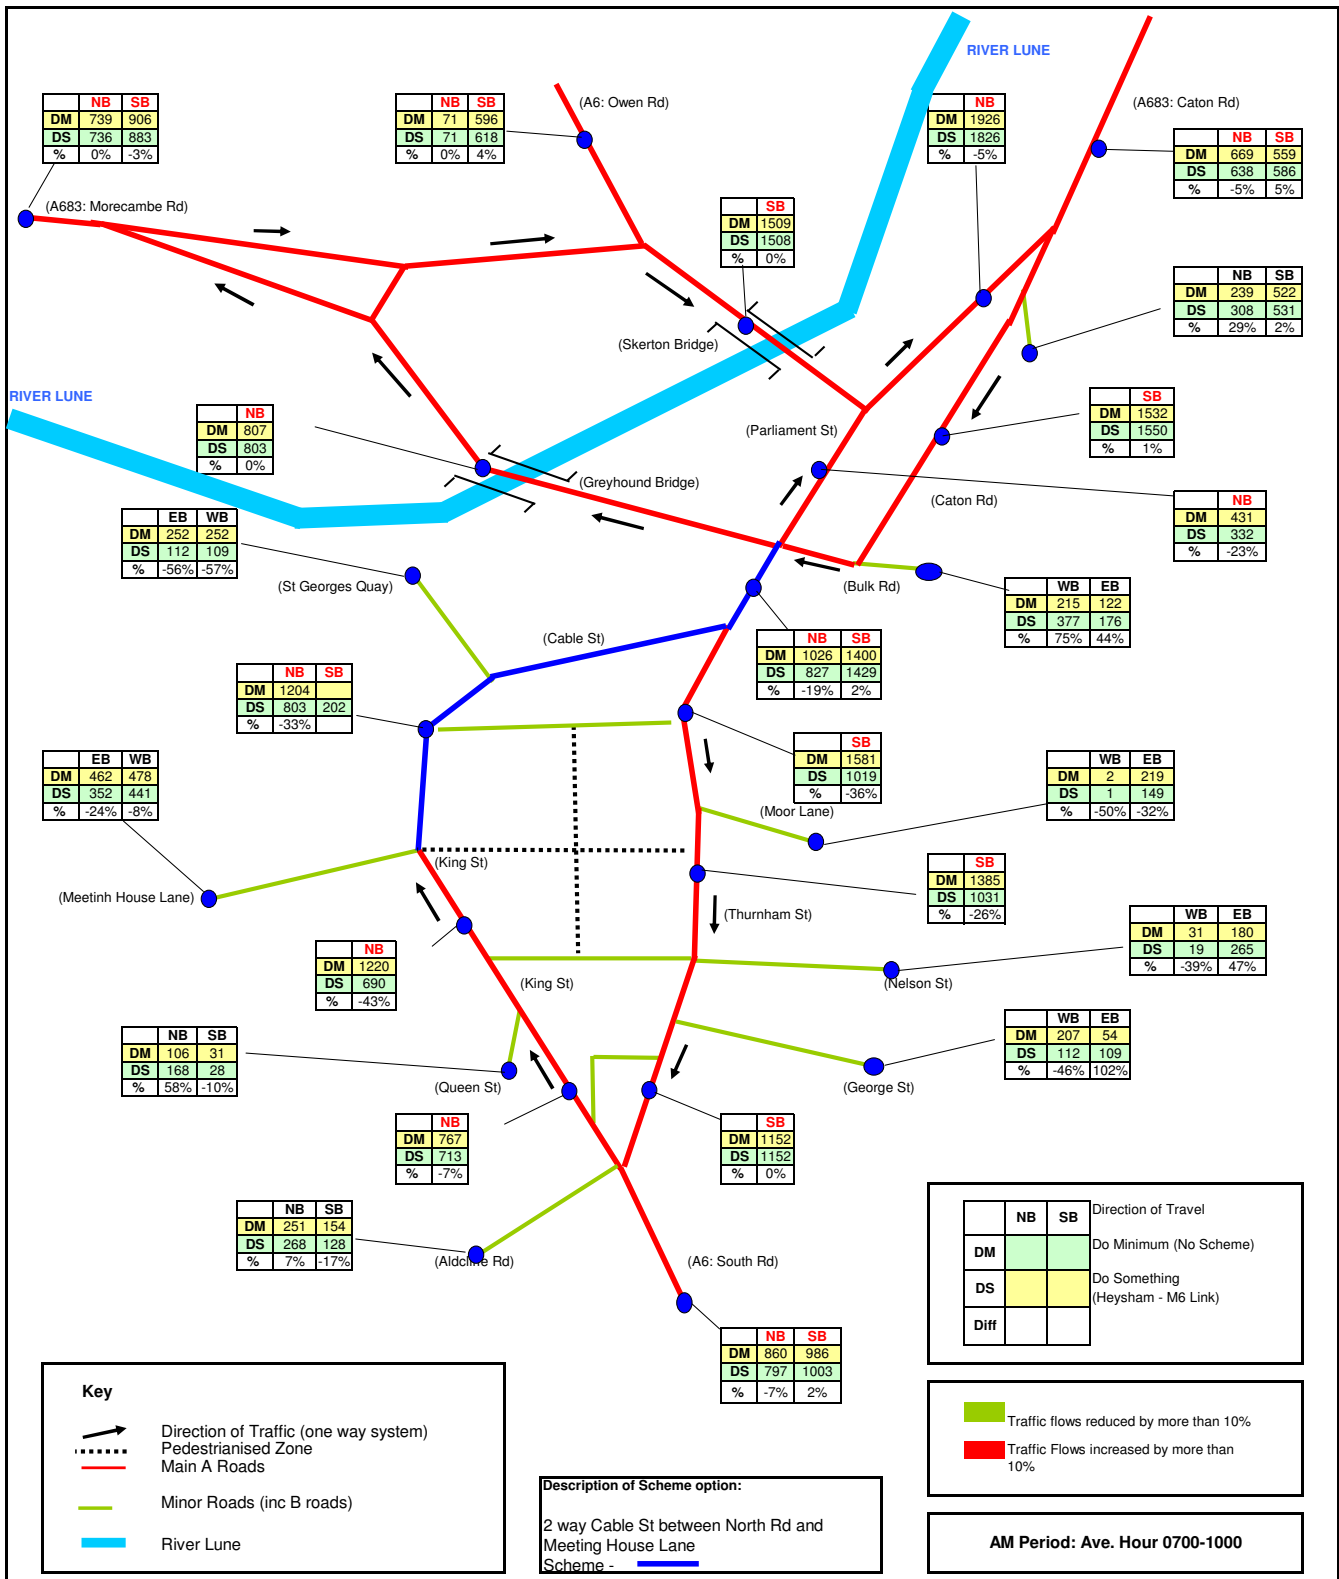 RIVER LUNE
NB SB
DM 739 906
DS 736 883
% 0% -3%
(A683: Morecambe Rd)
NB SB
DM 71 596
DS 71 618
% 0% 4%
(A6: Owen Rd)
NB
DM 1926
DS 1826
% -5%
(A683: Caton Rd)
NB SB
DM 669 559
DS 638 586
% -5% 5%
SB
DM 1509
DS 1508
% 0%
(Skerton Bridge)
NB SB
DM 239 522
DS 308 531
% 29% 2%
RIVER LUNE
NB
DM 807
DS 803
% 0%
(Parliament St)
SB
DM 1532
DS 1550
% 1%
(Greyhound Bridge)
(Caton Rd)
NB
DM 431
DS 332
% -23%
EB WB
DM 252 252
DS 112 109
% -56% -57%
(St Georges Quay)
(Bulk Rd)
WB EB
DM 215 122
DS 377 176
% 75% 44%
(Cable St)
NB SB
DM 1026 1400
DS 827 1429
% -19% 2%
NB SB
DM 1204
DS 803 202
% -33%
SB
DM 1581
DS 1019
% -36%
(Moor Lane)
WB EB
DM 2 219
DS 1 149
% -50% -32%
EB WB
DM 462 478
DS 352 441
% -24% -8%
(Meetinh House Lane)
(King St)
SB
DM 1385
DS 1031
% -26%
(Thurnham St)
WB EB
DM 31 180
DS 19 265
% -39% 47%
(Nelson St)
NB
DM 1220
DS 690
% -43%
(King St)
WB EB
DM 207 54
DS 112 109
% -46% 102%
(George St)
NB SB
DM 106 31
DS 168 28
% 58% -10%
(Queen St)
NB
DM 767
DS 713
% -7%
SB
DM 1152
DS 1152
% 0%
NB SB
DM 251 154
DS 268 128
% 7% -17%
(A6: South Rd)
NB SB
DM 860 986
DS 797 1003
% -7% 2%
NB SB Direction of Travel
DM Do Minimum (No Scheme)
DS Do Something
(Heysham - M6 Link)
Diff
Key
Direction of Traffic (one way system)
Pedestrianised Zone
Main A Roads
Minor Roads (inc B roads)
River Lune
Description of Scheme option:
2 way Cable St between North Rd and
Meeting House Lane
Scheme -
Traffic flows reduced by more than 10%
Traffic Flows increased by more than
10%
AM Period: Ave. Hour 0700-1000